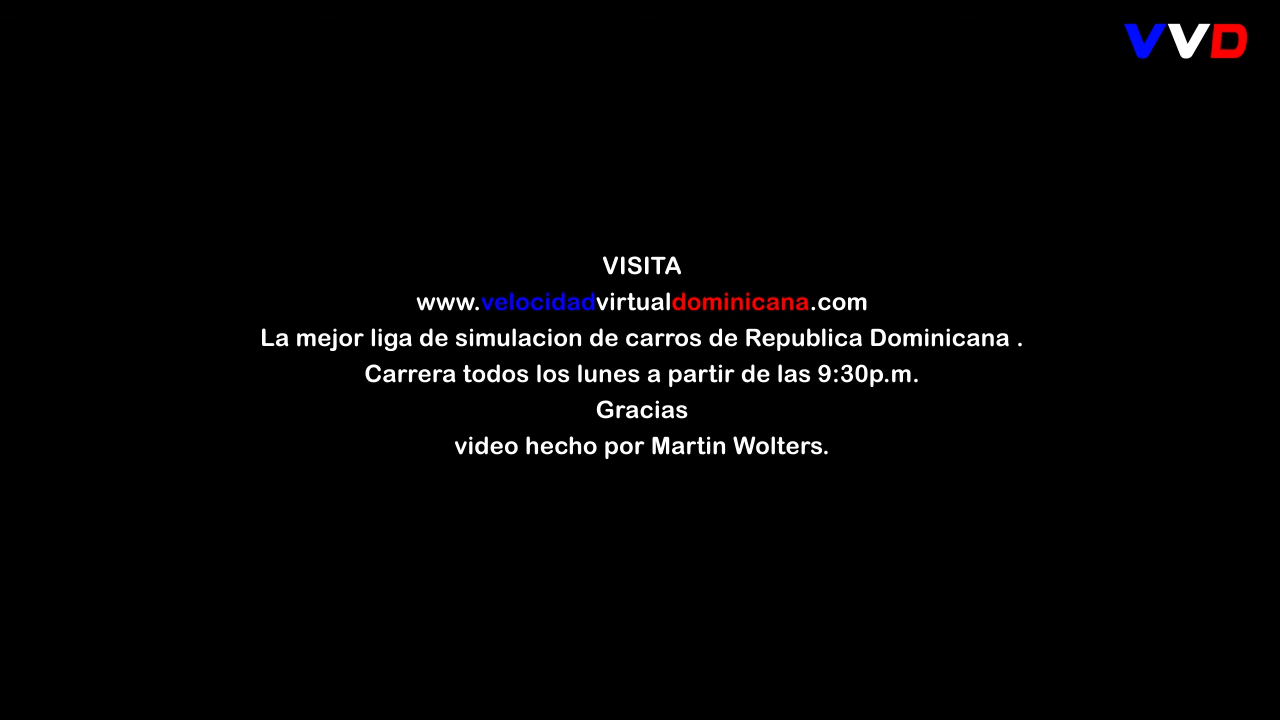 VVD
VISITA
www.velocidadvirtualdominicana.com
La mejor liga de simulacion de carros de Republica Dominicana .
Carrera todos los lunes a partir de las 9:30p.m.
Gracias
video hecho por Martin Wolters.